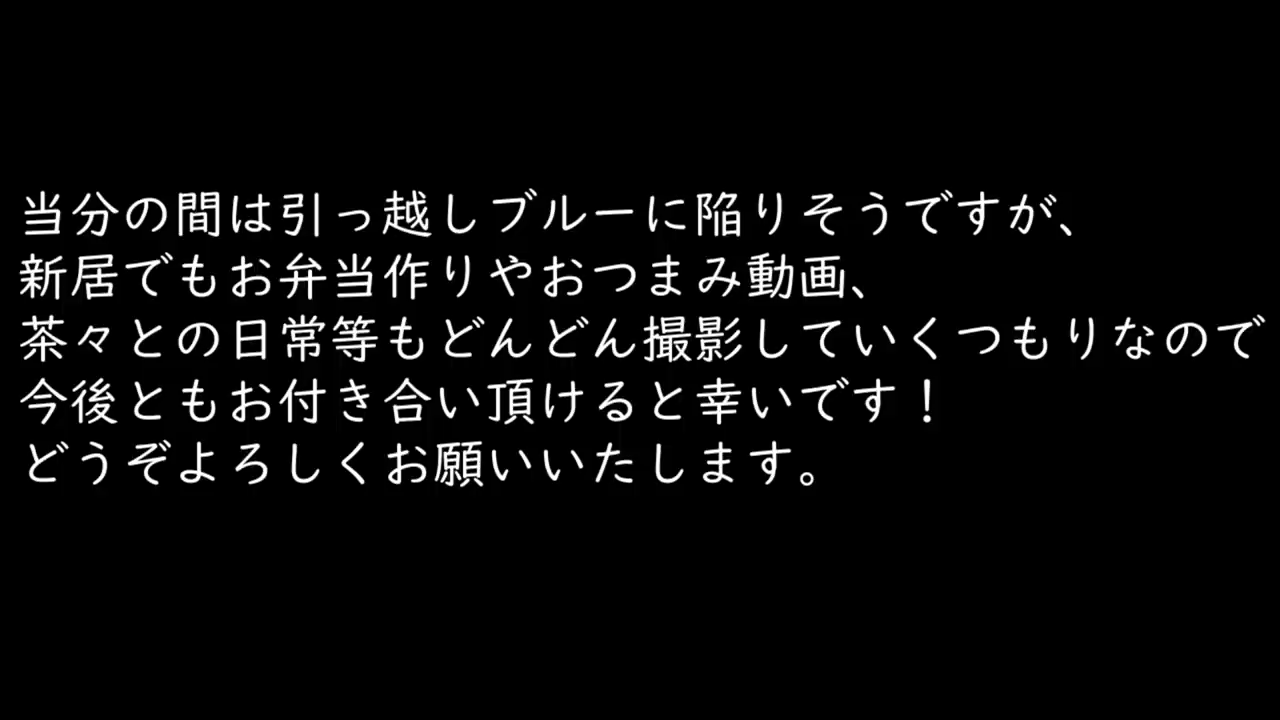 当分の間は引っ越しブルーに陥りそうですが、
新居でもお弁当作りやおつまみ動画、
茶々との日常等もどんどん撮影していくつもりなので
今後ともお付き合い頂けると幸いです！
どうぞよろしくお願いいたします。